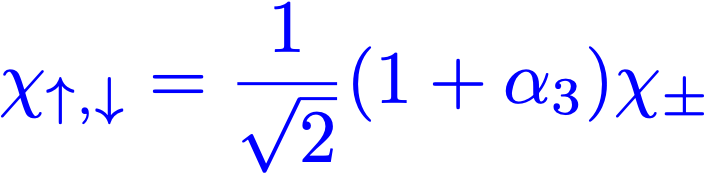 χ↑,↓ = 1/√2 (1 + α₃)χ±